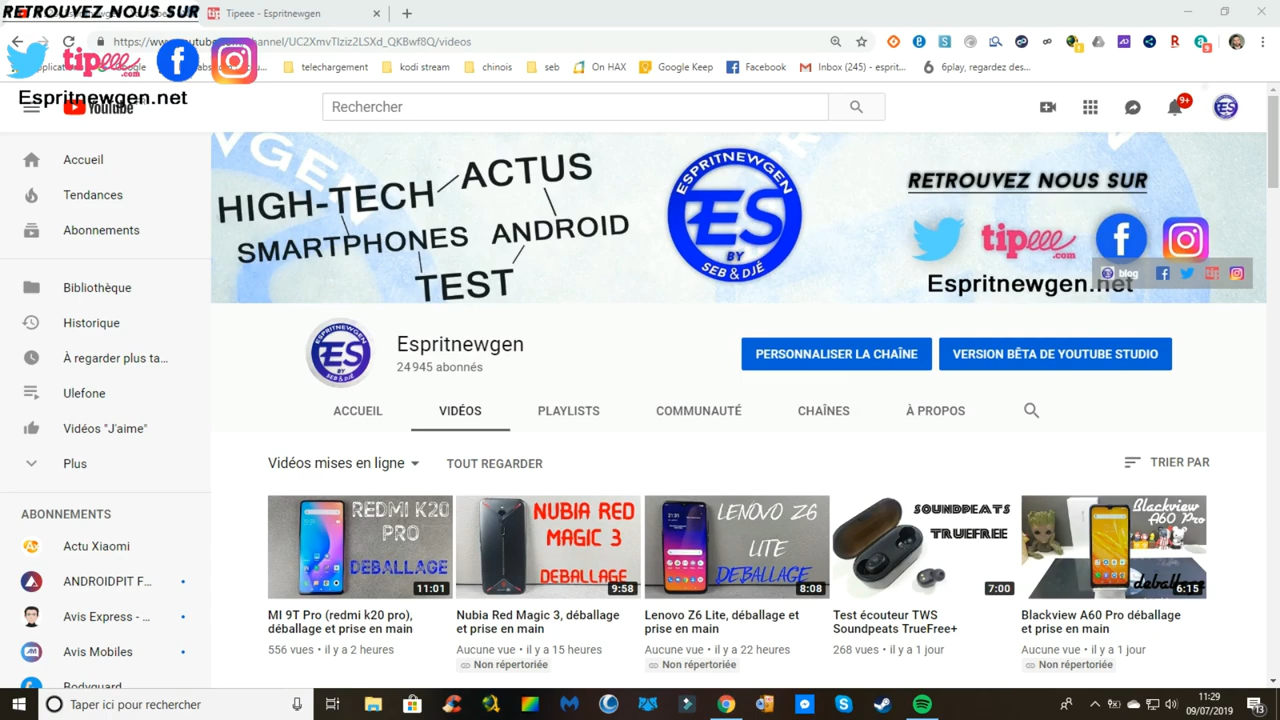 RETROUVEZ NOUS SUR
Tipeee - Espritnewgen
https://www.youtube.com/channel/UC2XmvTlziz2LSXd_QKBwf8Q/videos
tipeee.com
Google
telechargement
kodi stream
chinois
seb
On HAX
Google Keep
Facebook
Inbox (245) - esprit...
6play, regardez des...
Espritnewgen.net
YouTube
Rechercher
9+
Accueil
Tendances
Abonnements
Bibliothèque
Historique
À regarder plus ta...
Ulefone
Vidéos "J'aime"
Plus
ABONNEMENTS
Actu Xiaomi
ANDROIDPIT F...
Avis Express - ...
Avis Mobiles
Bodyguard
HIGH-TECH
ACTUS
SMARTPHONES
ANDROID
TEST
ESPRITNEWGEN
ES
BY
SEB & DJÉ
RETROUVEZ NOUS SUR
tipeee.com
Espritnewgen.net
blog
Espritnewgen
24 945 abonnés
PERSONNALISER LA CHAÎNE
VERSION BÊTA DE YOUTUBE STUDIO
ACCUEIL
VIDÉOS
PLAYLISTS
COMMUNAUTÉ
CHAÎNES
À PROPOS
Vidéos mises en ligne
TOUT REGARDER
TRIER PAR
REDMI K20
PRO
DEBALLAGE
11:01
MI 9T Pro (redmi k20 pro),
déballage et prise en main
556 vues • il y a 2 heures
NUBIA RED
MAGIC 3
DEBALLAGE
9:58
Nubia Red Magic 3, déballage
et prise en main
Aucune vue • il y a 15 heures
Non répertoriée
LENOVO Z6
LITE
DEBALLAGE
8:08
Lenovo Z6 Lite, déballage et
prise en main
Aucune vue • il y a 22 heures
Non répertoriée
SOUNDPEATS
TRUEFREE
7:00
Test écouteur TWS
Soundpeats TrueFree+
268 vues • il y a 1 jour
Blackview
A60 Pro
deballage
6:15
Blackview A60 Pro déballage
et prise en main
Aucune vue • il y a 1 jour
Non répertoriée
Taper ici pour rechercher
11:29
09/07/2019
13